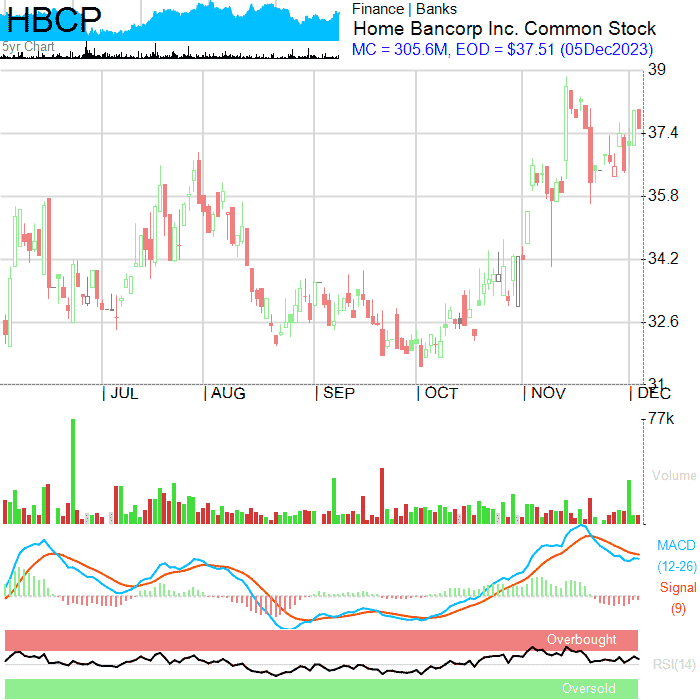 HBCP
5yr Chart
Finance | Banks
Home Bancorp Inc. Common Stock
MC = 305.6M, EOD = $37.51 (05Dec2023)
39
37.4
35.8
34.2
32.6
31
| JUL | AUG | SEP | OCT | NOV | DEC
77k
Volume
MACD
(12-26)
Signal
(9)
Overbought
RSI(14)
Oversold